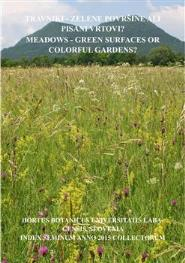 TRAVNIKI - ZELENE POVRŠINE ALI
PISANI VRTOVI?
MEADOWS - GREEN SURFACES OR
COLORFUL GARDENS?
HORTUS BOTANICUS UNIVERSITATIS LABA-
CENSIS, SLOVENIA
INDEX SEMINUM ANNO 2015 COLLECTORUM